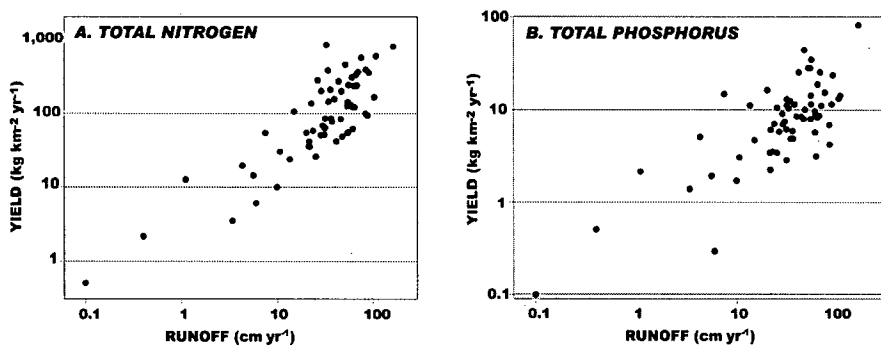 A. TOTAL NITROGEN
1,000
100
10
1
YIELD (kg km-2 yr-1)
0.1 1 10 100
RUNOFF (cm yr-1)
B. TOTAL PHOSPHORUS
100
10
1
0.1
YIELD (kg km-2 yr-1)
0.1 1 10 100
RUNOFF (cm yr-1)